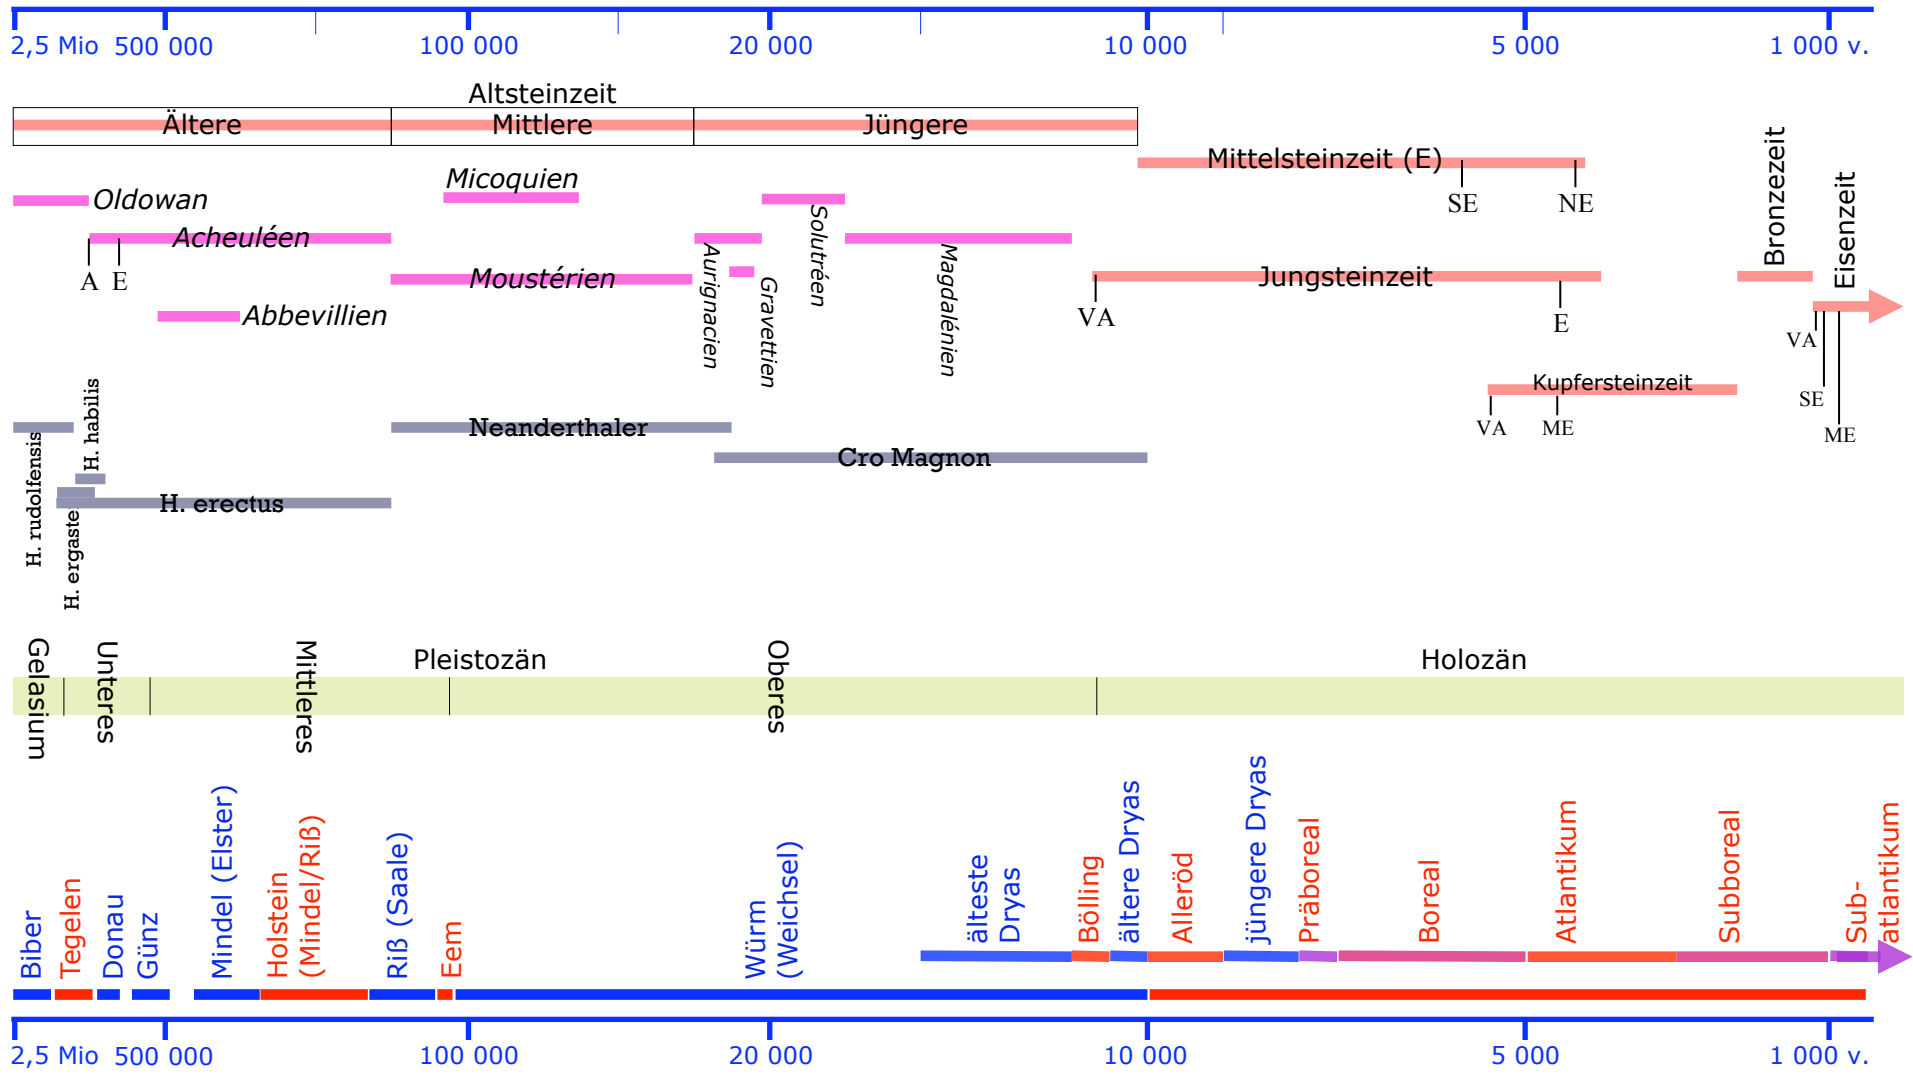 2,5 Mio 500 000 100 000 20 000 10 000 5 000 1 000 v.
Altsteinzeit
Ältere Mittlere Jüngere
Mittelsteinzeit (E)
SE NE
Bronzezeit
Eisenzeit
Oldowan
Micoquien
Acheuléen
A E
Moustérien
Abbevillien
Aurignacien
Gravettien
Solutréen
Magdalénien
Jungsteinzeit
VA E
VA
SE
ME
Kupfersteinzeit
VA ME
H. rudolfensis
H. habilis
H. ergaste
H. erectus
Neanderthaler
Cro Magnon
Pleistozän Holozän
Gelasium
Unteres
Mittleres
Oberes
Biber
Tegelen
Donau
Günz
Mindel (Elster)
Holstein
(Mindel/Riß)
Riß (Saale)
Eem
Würm
(Weichsel)
älteste
Dryas
Bölling
ältere Dryas
Alleröd
jüngere Dryas
Präboreal
Boreal
Atlantikum
Subboreal
Sub-
atlantikum
2,5 Mio 500 000 100 000 20 000 10 000 5 000 1 000 v.